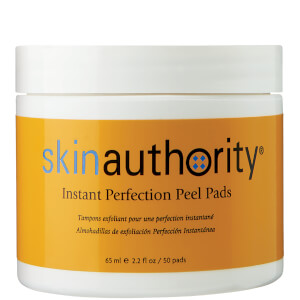 skinauthority®
Instant Perfection Peel Pads
Tampons exfoliant pour une perfection instantané
Almohadillas de exfoliación Perfección Instantánea
65 ml ℮ 2.2 fl oz / 50 pads